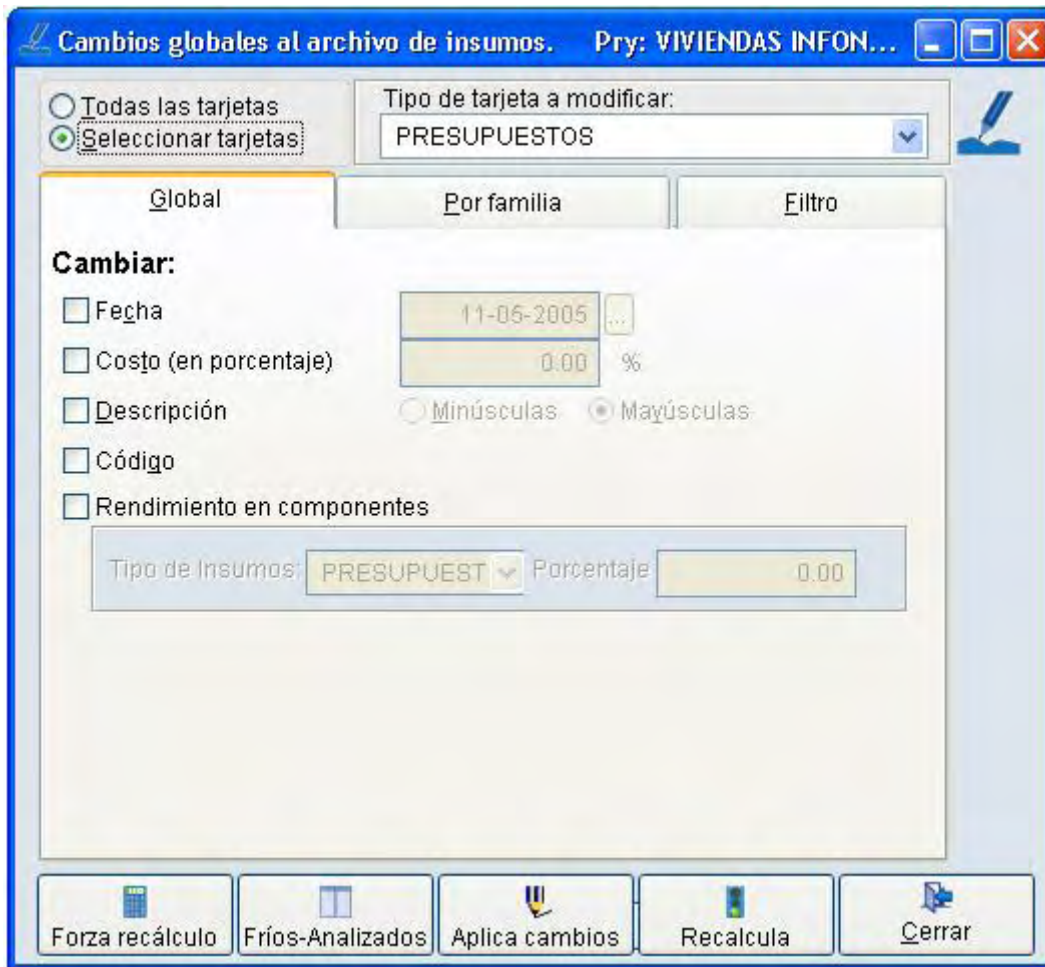 Cambios globales al archivo de insumos. Pry: VIVIENDAS INFON...
Todas las tarjetas
Seleccionar tarjetas
Tipo de tarjeta a modificar:
PRESUPUESTOS
Global Por familia Filtro
Cambiar:
Fecha 11-05-2005 ...
Costo (en porcentaje) 0.00 %
Descripción Minúsculas Mayúsculas
Código
Rendimiento en componentes
Tipo de Insumos: PRESUPUEST Porcentaje 0.00
Forza recálculo Fríos-Analizados Aplica cambios Recalcula Cerrar